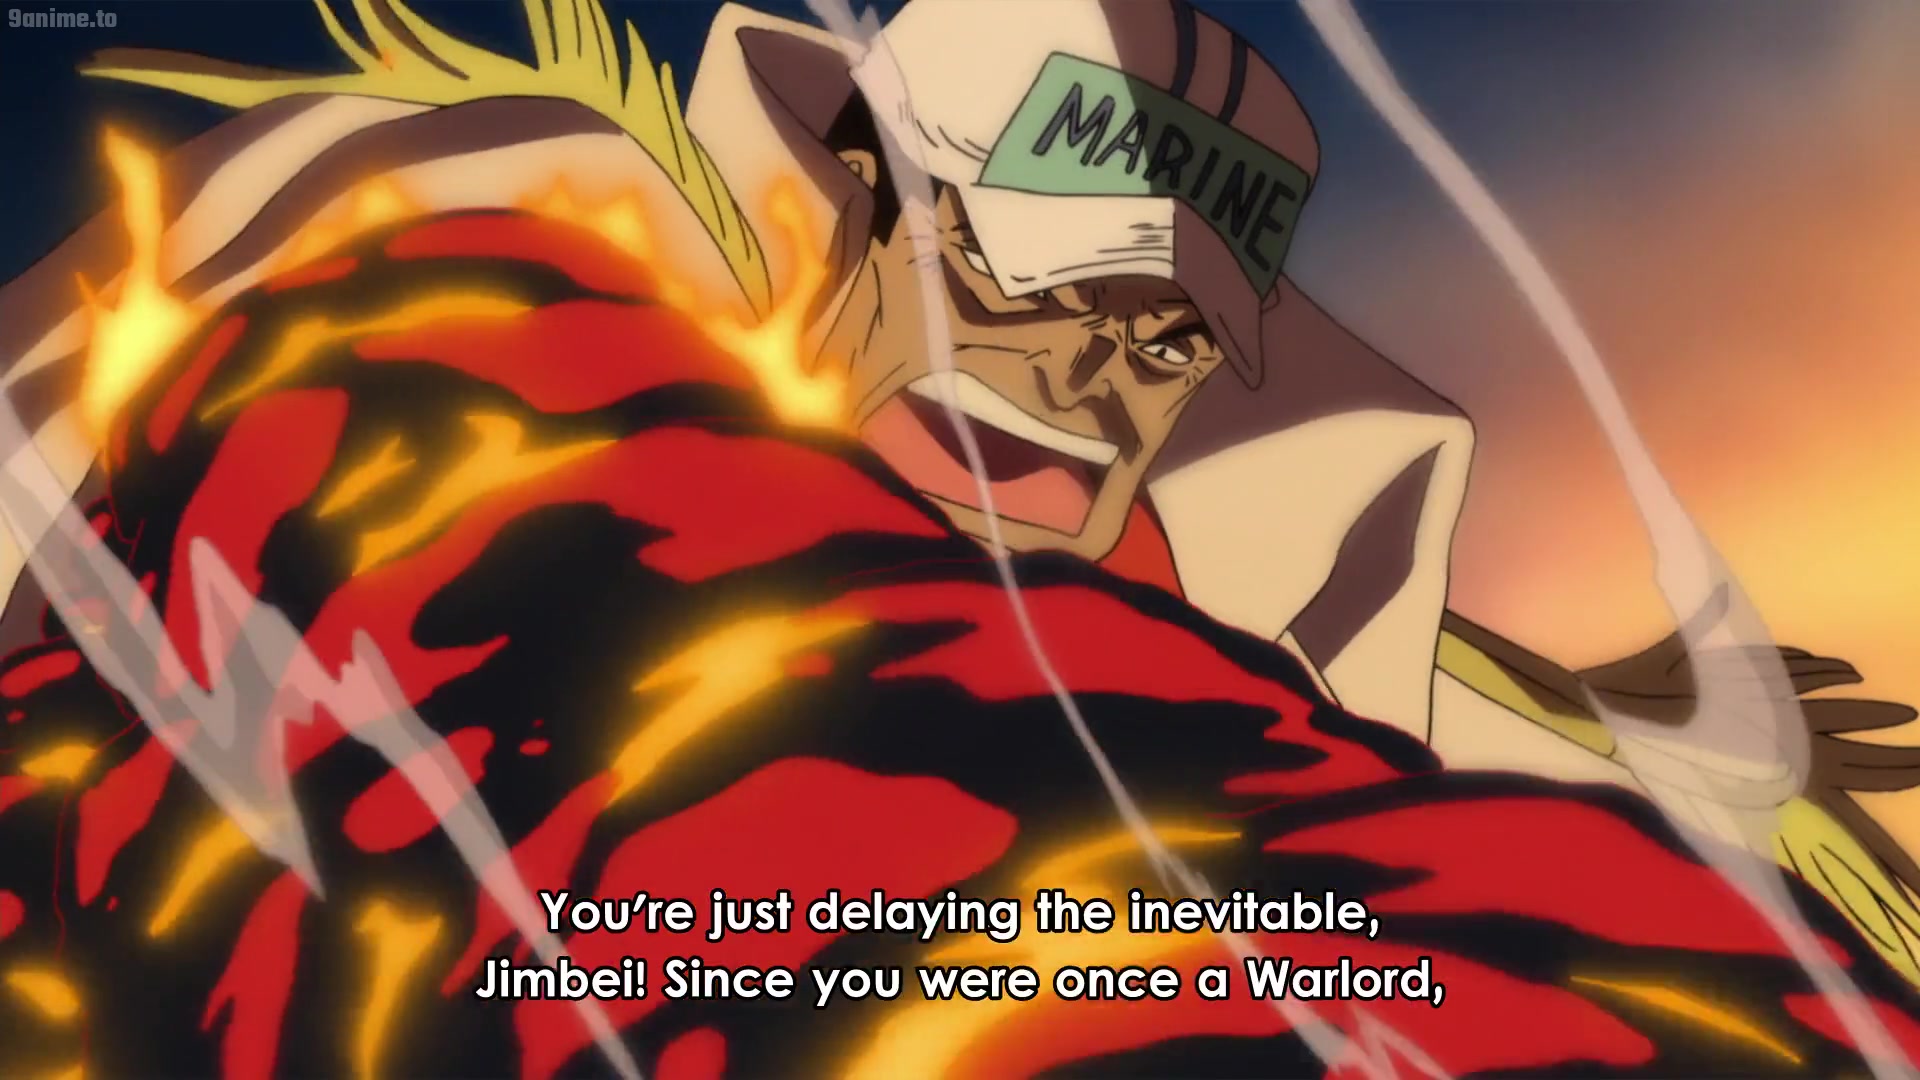 9anime.to
MARINE
You're just delaying the inevitable,
Jimbei! Since you were once a Warlord,